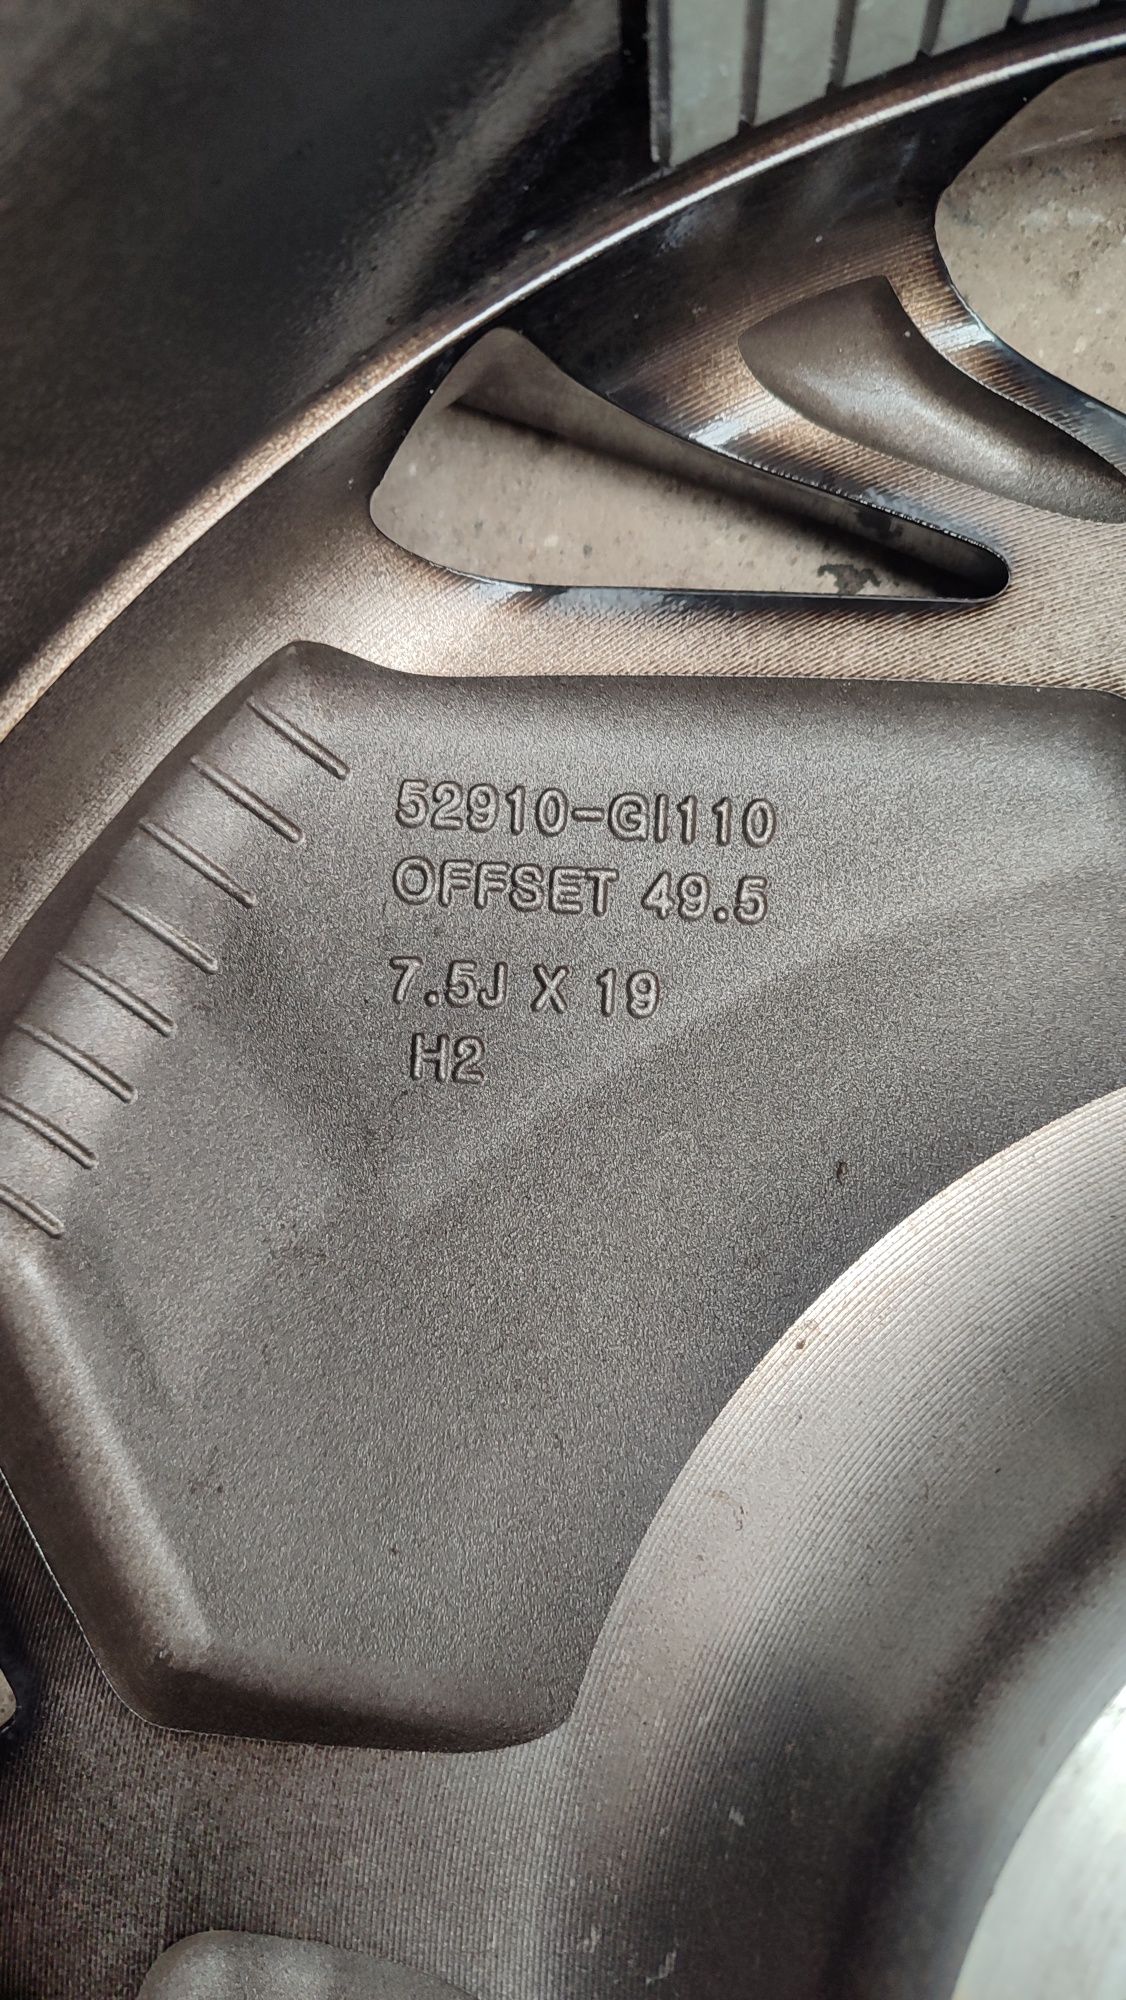 52910-GI110
OFFSET 49.5
7.5J X 19
H2